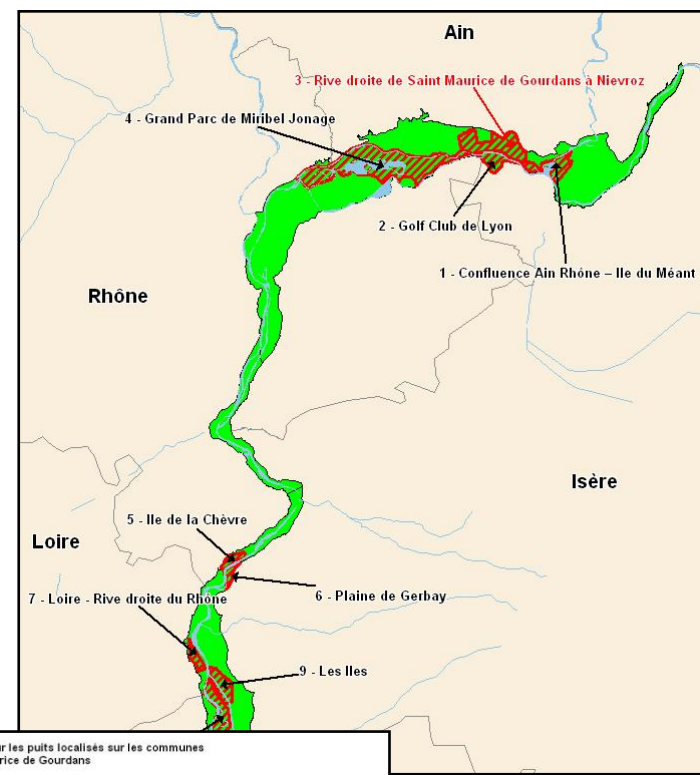 Ain
3 - Rive droite de Saint Maurice de Gourdans à Nievroz
4 - Grand Parc de Miribel Jonage
2 - Golf Club de Lyon
1 - Confluence Ain Rhône – Ile du Méant
Rhône
Isère
5 - Ile de la Chèvre
Loire
6 - Plaine de Gerbay
7 - Loire - Rive droite du Rhône
9 - Les Iles
r les puits localisés sur les communes
rice de Gourdans